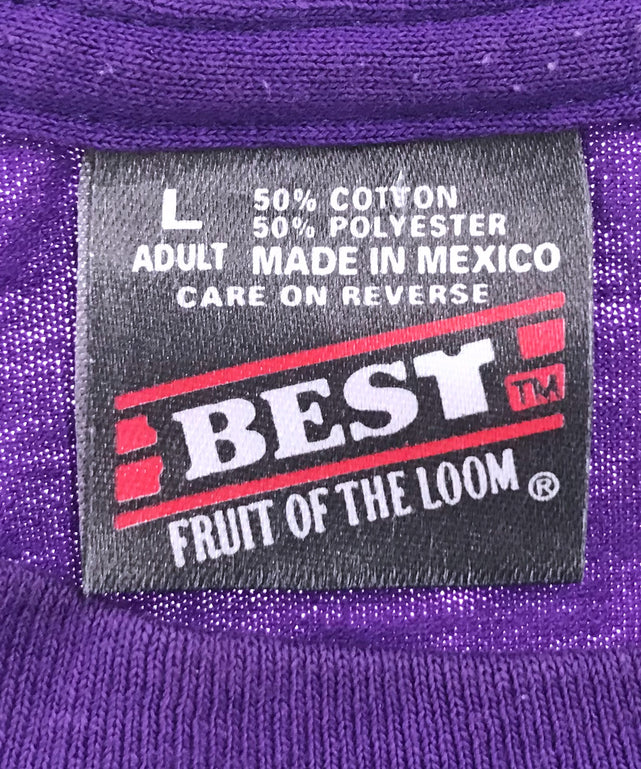 L 50% COTTON
50% POLYESTER
ADULT MADE IN MEXICO
CARE ON REVERSE
BEST TM
FRUIT OF THE LOOM ®